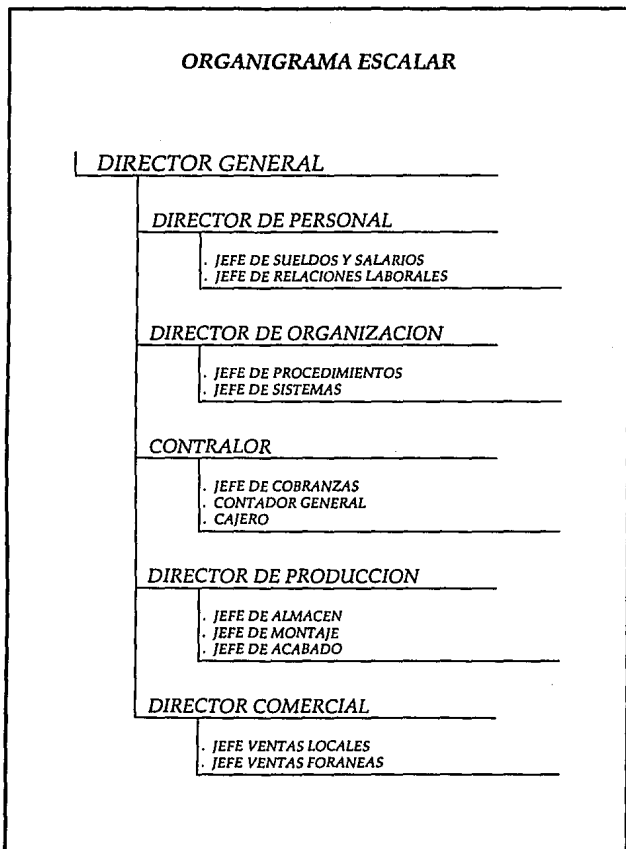 ORGANIGRAMA ESCALAR
DIRECTOR GENERAL
DIRECTOR DE PERSONAL
. JEFE DE SUELDOS Y SALARIOS
. JEFE DE RELACIONES LABORALES
DIRECTOR DE ORGANIZACION
. JEFE DE PROCEDIMIENTOS
. JEFE DE SISTEMAS
CONTRALOR
. JEFE DE COBRANZAS
. CONTADOR GENERAL
. CAJERO
DIRECTOR DE PRODUCCION
. JEFE DE ALMACEN
. JEFE DE MONTAJE
. JEFE DE ACABADO
DIRECTOR COMERCIAL
. JEFE VENTAS LOCALES
. JEFE VENTAS FORANEAS